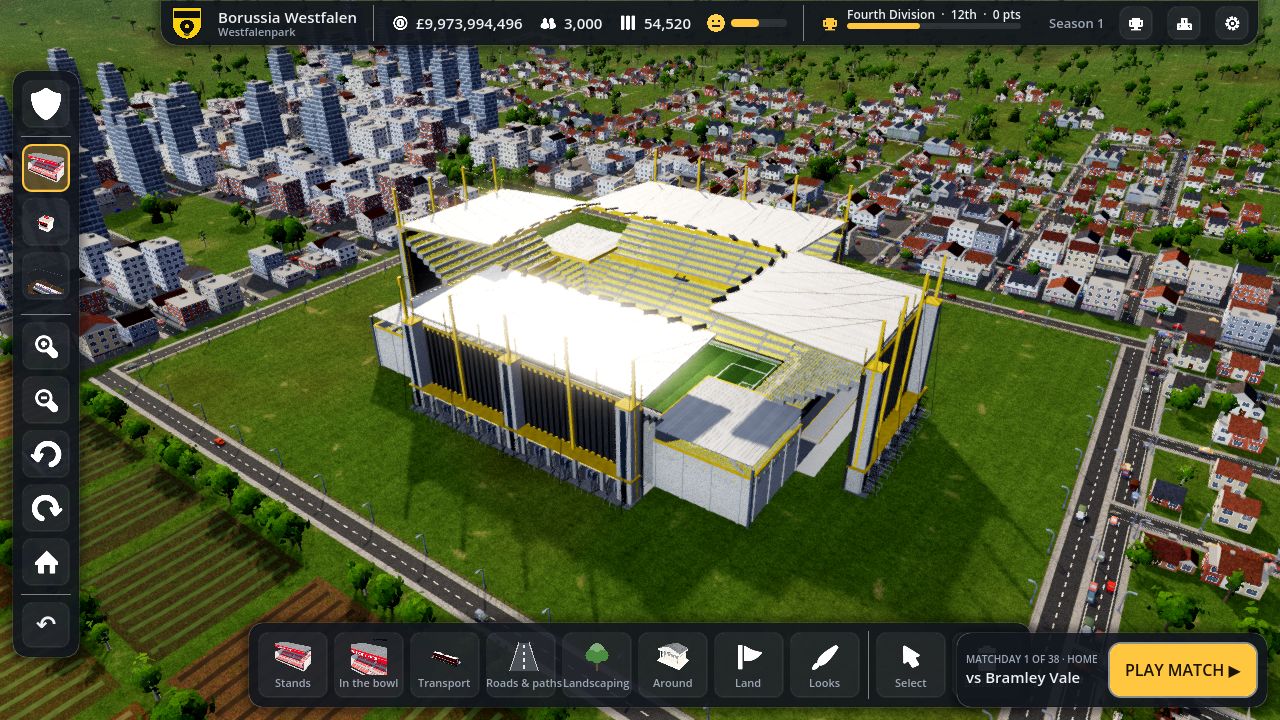 Borussia Westfalen
Westfalenpark
£9,973,994,496
3,000
54,520
Fourth Division · 12th · 0 pts
Season 1
Stands
In the bowl
Transport
Roads & paths
Landscaping
Around
Land
Looks
Select
MATCHDAY 1 OF 38 · HOME
vs Bramley Vale
PLAY MATCH ▶